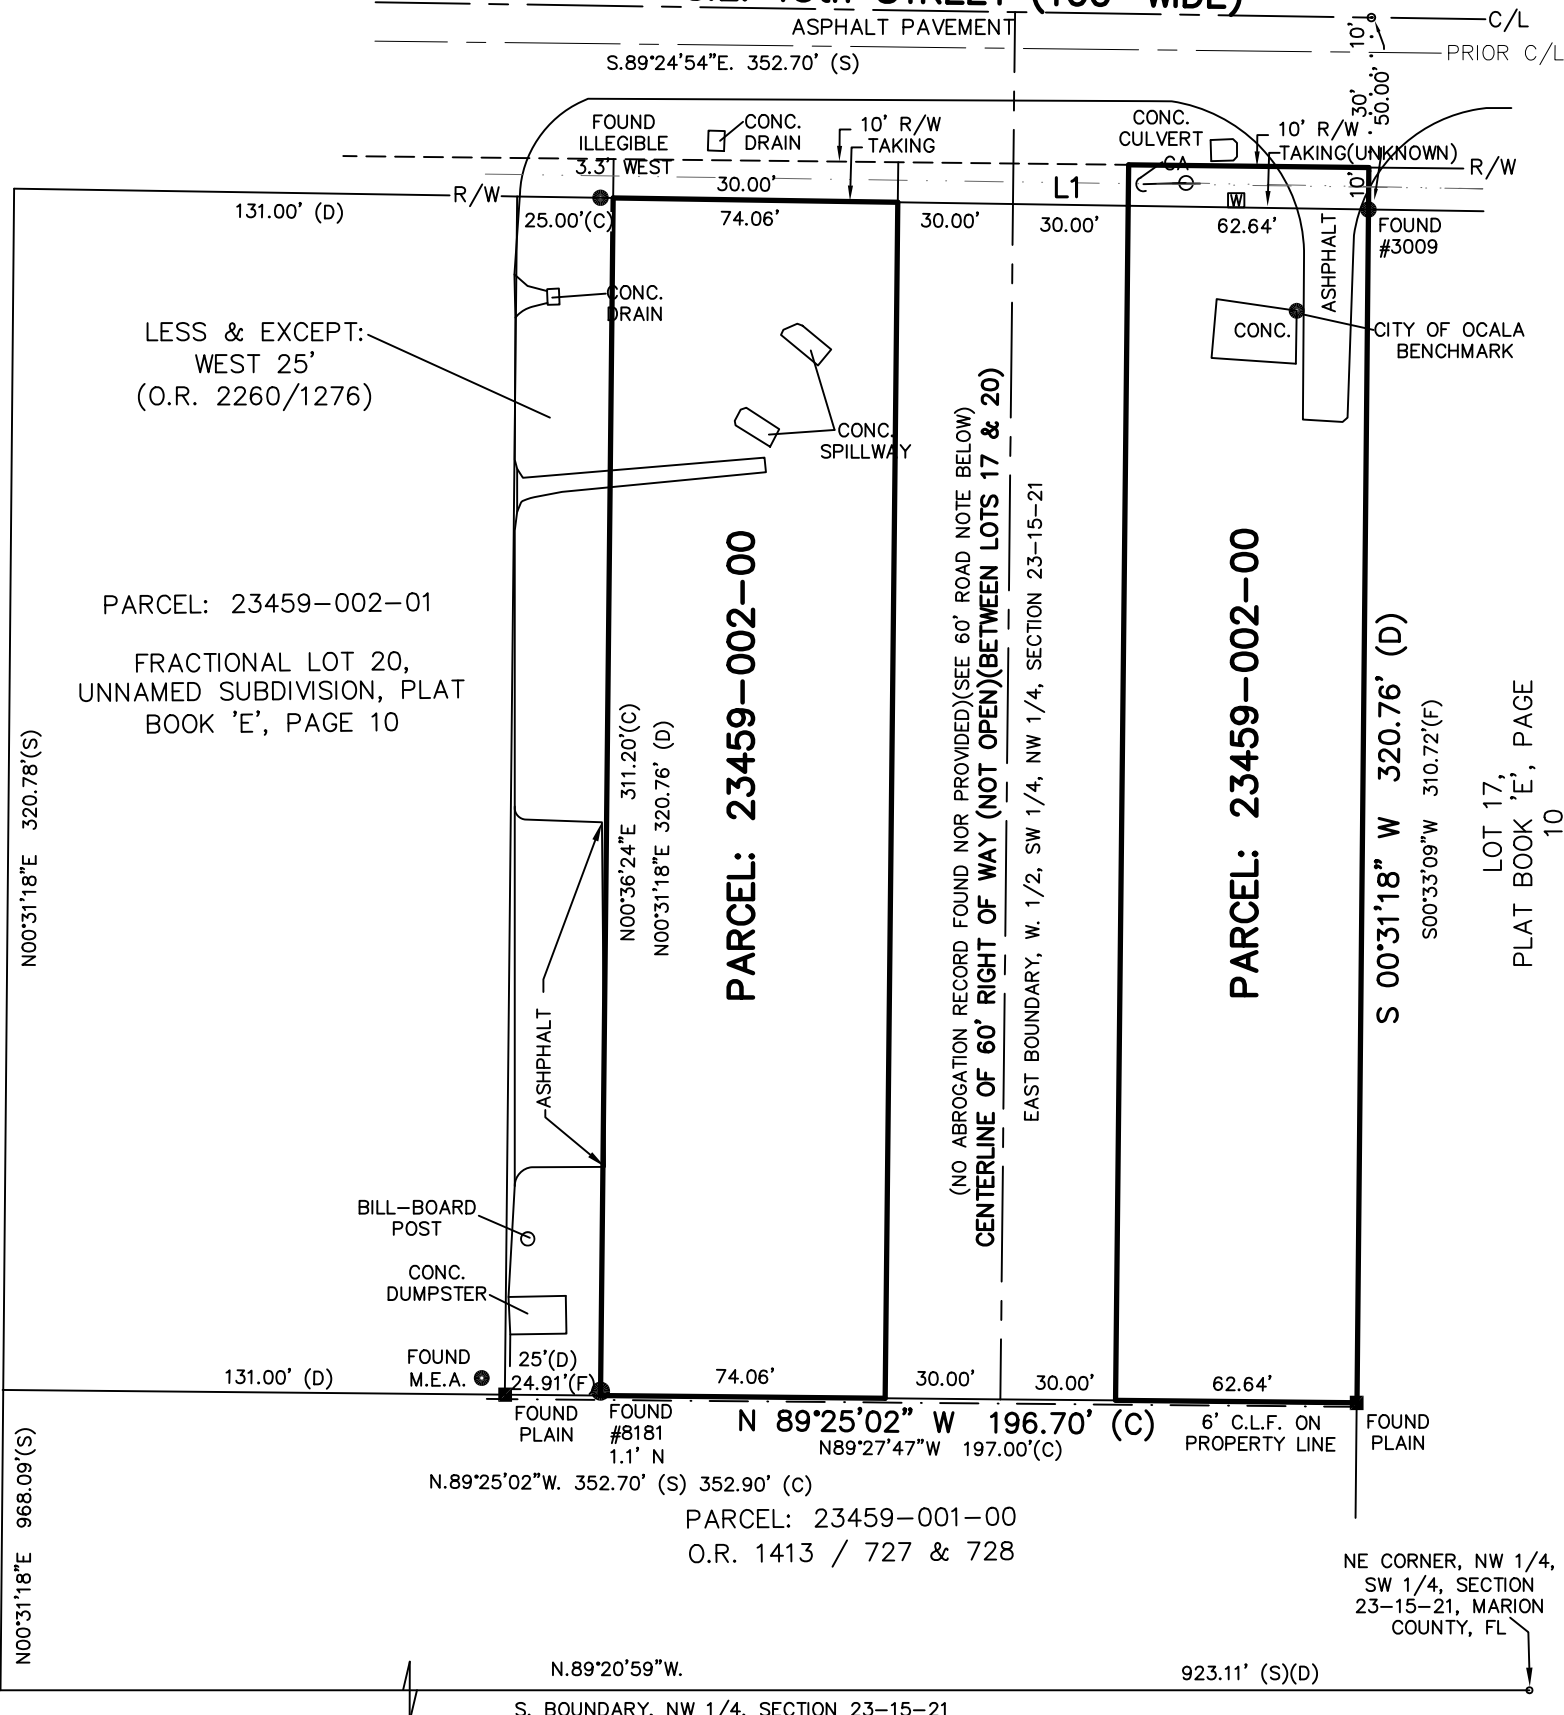 C/L
ASPHALT PAVEMENT
PRIOR C/L
S.89°24'54"E. 352.70' (S)
10'
30'
50.00'
FOUND
ILLEGIBLE
3.3' WEST
CONC.
DRAIN
10' R/W
TAKING
CONC.
CULVERT
GA
10' R/W
TAKING(UNKNOWN)
R/W
R/W
30.00'
L1
10'
W
131.00' (D)
25.00'(C)
74.06'
30.00'
30.00'
62.64'
FOUND
#3009
ASHPHALT
CONC.
DRAIN
LESS & EXCEPT:
WEST 25'
(O.R. 2260/1276)
CONC.
CITY OF OCALA
BENCHMARK
CONC.
SPILLWAY
PARCEL: 23459-002-01
FRACTIONAL LOT 20,
UNNAMED SUBDIVISION, PLAT
BOOK 'E', PAGE 10
N00°31'18"E 320.78'(S)
N00°36'24"E 311.20'(C)
N00°31'18"E 320.76' (D)
PARCEL: 23459-002-00
(NO ABROGATION RECORD FOUND NOR PROVIDED)(SEE 60' ROAD NOTE BELOW)
CENTERLINE OF 60' RIGHT OF WAY (NOT OPEN)(BETWEEN LOTS 17 & 20)
EAST BOUNDARY, W. 1/2, SW 1/4, NW 1/4, SECTION 23-15-21
PARCEL: 23459-002-00
S 00°31'18" W 320.76' (D)
S00°33'09"W 310.72'(F)
LOT 17,
PLAT BOOK 'E', PAGE
10
ASHPHALT
BILL-BOARD
POST
CONC.
DUMPSTER
FOUND
M.E.A.
131.00' (D)
25'(D)
24.91'(F)
74.06'
30.00'
30.00'
62.64'
FOUND
PLAIN
FOUND
#8181
1.1' N
N 89°25'02" W 196.70' (C)
N89°27'47"W 197.00'(C)
6' C.L.F. ON
PROPERTY LINE
FOUND
PLAIN
N.89°25'02"W. 352.70' (S) 352.90' (C)
PARCEL: 23459-001-00
O.R. 1413 / 727 & 728
N00°31'18"E 968.09'(S)
NE CORNER, NW 1/4,
SW 1/4, SECTION
23-15-21, MARION
COUNTY, FL
N.89°20'59"W.
923.11' (S)(D)
S. BOUNDARY, NW 1/4, SECTION 23-15-21